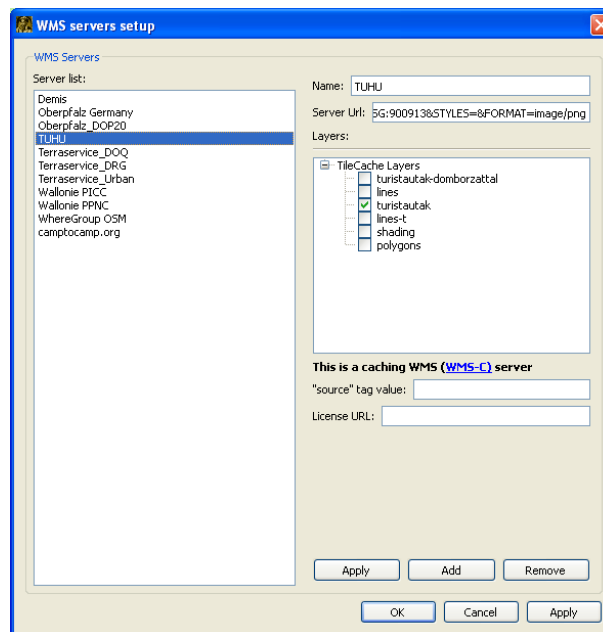 WMS servers setup
WMS Servers
Server list:
Demis
Oberpfalz Germany
Oberpfalz_DOP20
TUHU
Terraservice_DOQ
Terraservice_DRG
Terraservice_Urban
Wallonie PICC
Wallonie PPNC
WhereGroup OSM
camptocamp.org
Name: TUHU
Server Url: 5G:900913&STYLES=&FORMAT=image/png
Layers:
TileCache Layers
turistautak-domborzattal
lines
turistautak
lines-t
shading
polygons
This is a caching WMS (WMS-C) server
"source" tag value:
License URL:
Apply Add Remove
OK Cancel Apply